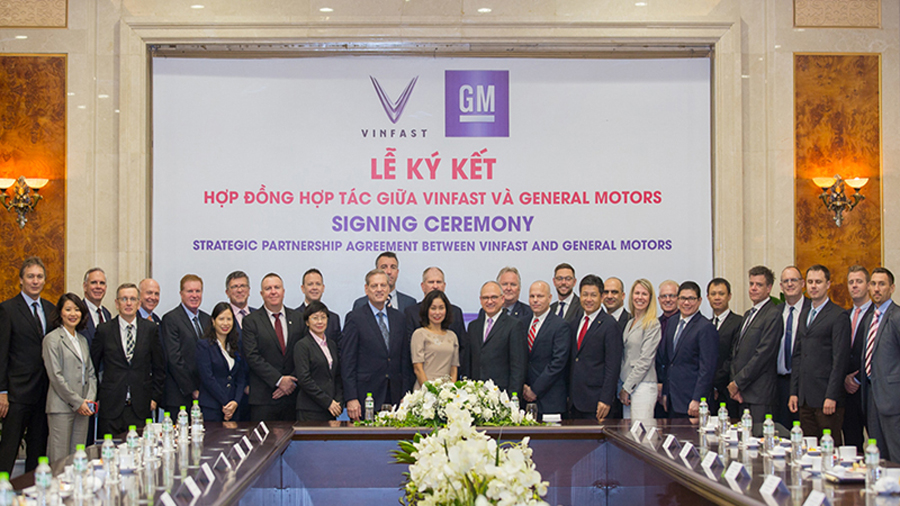 VINFAST
GM
LỄ KÝ KẾT
HỢP ĐỒNG HỢP TÁC GIỮA VINFAST VÀ GENERAL MOTORS
SIGNING CEREMONY
STRATEGIC PARTNERSHIP AGREEMENT BETWEEN VINFAST AND GENERAL MOTORS